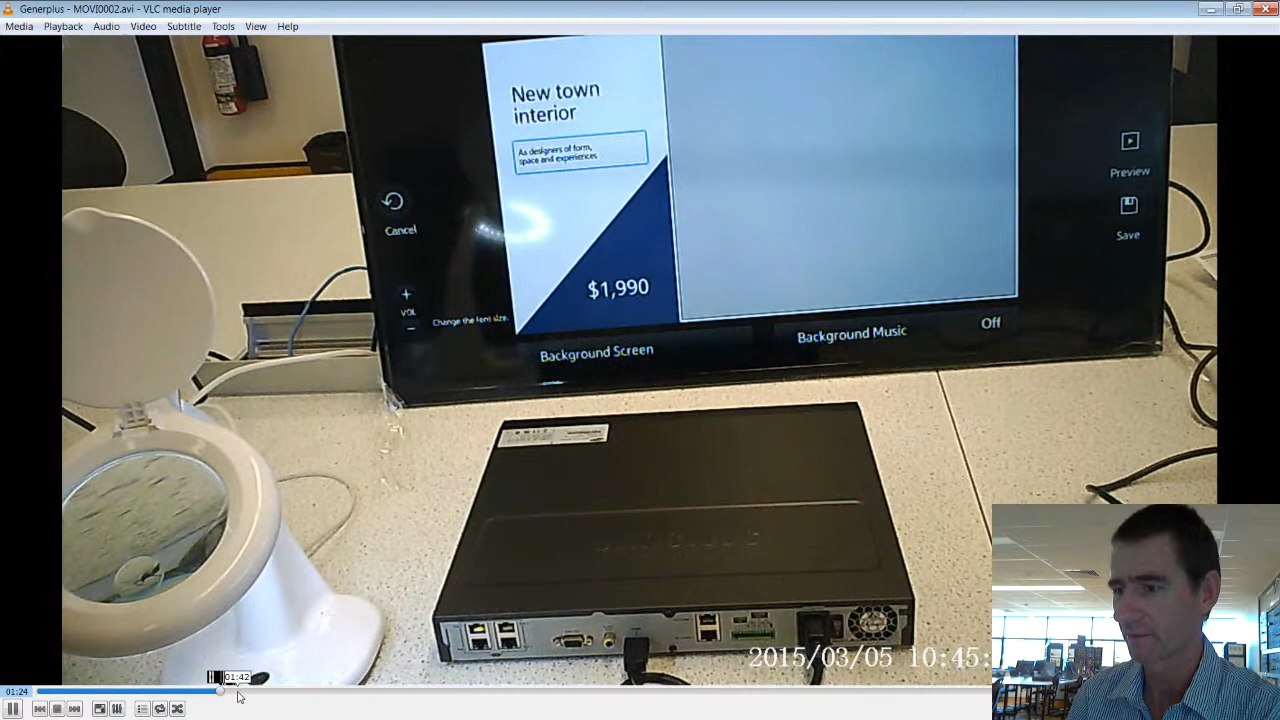 Generplus - MOVI0002.avi - VLC media player
Media Playback Audio Video Subtitle Tools View Help
New town
interior
As designers of form,
space and experiences
$1,990
Cancel
+
VOL
-
Change the font size.
Preview
Save
Background Screen
Background Music Off
2015/03/05 10:45:
01:42
01:24